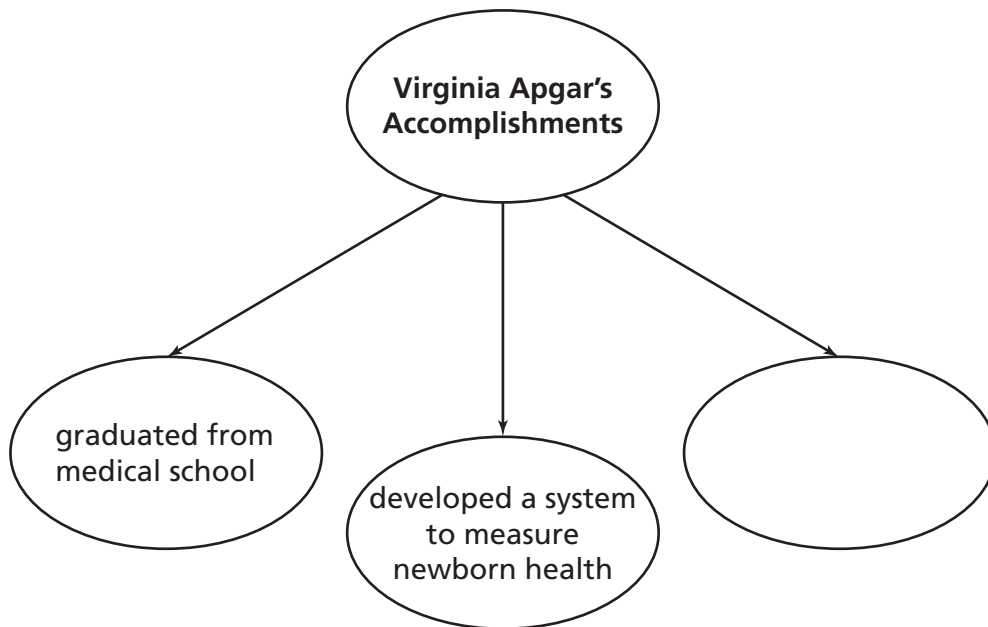 Virginia Apgar’s
Accomplishments
graduated from
medical school
developed a system
to measure
newborn health